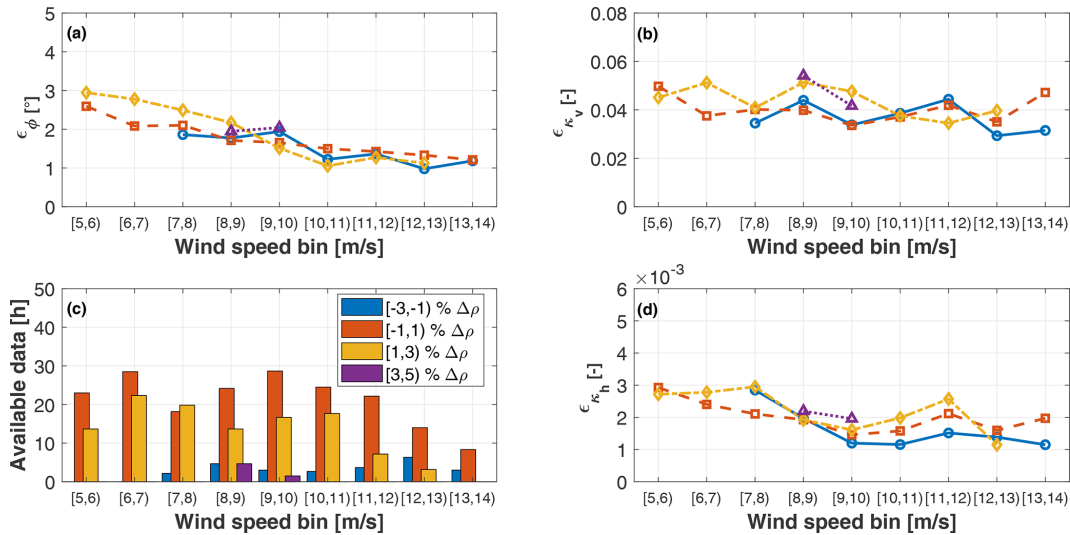 (a)
5
4
3
2
1
0
ϵ_ϕ [°]
[5,6) [6,7) [7,8) [8,9) [9,10) [10,11) [11,12) [12,13) [13,14)
Wind speed bin [m/s]
(b)
0.08
0.06
0.04
0.02
0
ϵ_κ_v [-]
[5,6) [6,7) [7,8) [8,9) [9,10) [10,11) [11,12) [12,13) [13,14)
Wind speed bin [m/s]
(c)
50
40
30
20
10
0
Available data [h]
[-3,-1) % Δρ
[-1,1) % Δρ
[1,3) % Δρ
[3,5) % Δρ
[5,6) [6,7) [7,8) [8,9) [9,10) [10,11) [11,12) [12,13) [13,14)
Wind speed bin [m/s]
×10⁻³
(d)
6
5
4
3
2
1
0
ϵ_κ_h [-]
[5,6) [6,7) [7,8) [8,9) [9,10) [10,11) [11,12) [12,13) [13,14)
Wind speed bin [m/s]